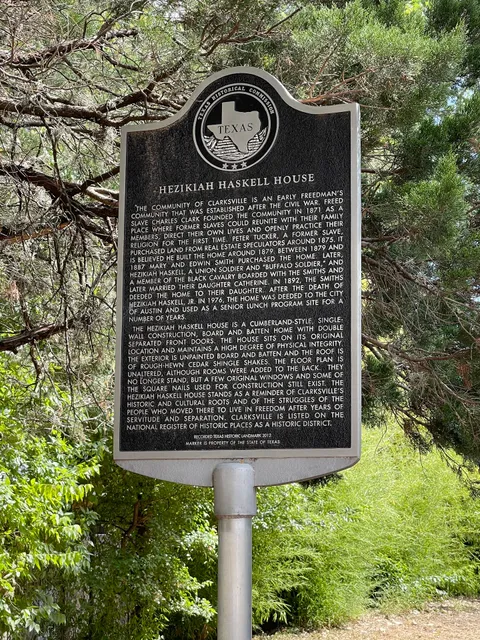 TEXAS HISTORICAL COMMISSION
TEXAS
HEZIKIAH HASKELL HOUSE
THE COMMUNITY OF CLARKSVILLE IS AN EARLY FREEDMAN'S
COMMUNITY THAT WAS ESTABLISHED AFTER THE CIVIL WAR. FREED
SLAVE CHARLES CLARK FOUNDED THE COMMUNITY IN 1871 AS A
PLACE WHERE FORMER SLAVES COULD REUNITE WITH THEIR FAMILY
MEMBERS, DIRECT THEIR OWN LIVES AND OPENLY PRACTICE THEIR
RELIGION FOR THE FIRST TIME. PETER TUCKER, A FORMER SLAVE,
PURCHASED LAND FROM REAL ESTATE SPECULATORS AROUND 1875. IT
IS BELIEVED HE BUILT THE HOME AROUND 1879. BETWEEN 1879 AND
1887 MARY AND EDWIN SMITH PURCHASED THE HOME. LATER,
HEZIKIAH HASKELL, A UNION SOLDIER AND "BUFFALO SOLDIER," AND
A MEMBER OF THE BLACK CAVALRY BOARDED WITH THE SMITHS AND
LATER MARRIED THEIR DAUGHTER CATHERINE. IN 1892, THE SMITHS
DEEDED THE HOME TO THEIR DAUGHTER. AFTER THE DEATH OF
HEZIKIAH HASKELL, JR. IN 1976, THE HOME WAS DEEDED TO THE CITY
OF AUSTIN AND USED AS A SENIOR LUNCH PROGRAM SITE FOR A
NUMBER OF YEARS.
THE HEZIKIAH HASKELL HOUSE IS A CUMBERLAND-STYLE, SINGLE-
WALL CONSTRUCTION, BOARD AND BATTEN HOME WITH DOUBLE
SEPARATED FRONT DOORS. THE HOUSE SITS ON ITS ORIGINAL
LOCATION AND MAINTAINS A HIGH DEGREE OF PHYSICAL INTEGRITY.
THE EXTERIOR IS UNPAINTED BOARD AND BATTEN AND THE ROOF IS
OF ROUGH-HEWN CEDAR SHINGLE SHAKES. THE FLOOR PLAN IS
UNALTERED, ALTHOUGH ROOMS WERE ADDED TO THE BACK. THEY
NO LONGER STAND, BUT A FEW ORIGINAL WINDOWS AND SOME OF
THE SQUARE NAILS USED FOR CONSTRUCTION STILL EXIST. THE
HEZIKIAH HASKELL HOUSE STANDS AS A REMINDER OF CLARKSVILLE'S
HISTORIC AND CULTURAL ROOTS AND OF THE STRUGGLES OF THE
PEOPLE WHO MOVED THERE TO LIVE IN FREEDOM AFTER YEARS OF
SERVITUDE AND SEPARATION. CLARKSVILLE IS LISTED ON THE
NATIONAL REGISTER OF HISTORIC PLACES AS A HISTORIC DISTRICT.
RECORDED TEXAS HISTORIC LANDMARK 2012
MARKER IS PROPERTY OF THE STATE OF TEXAS